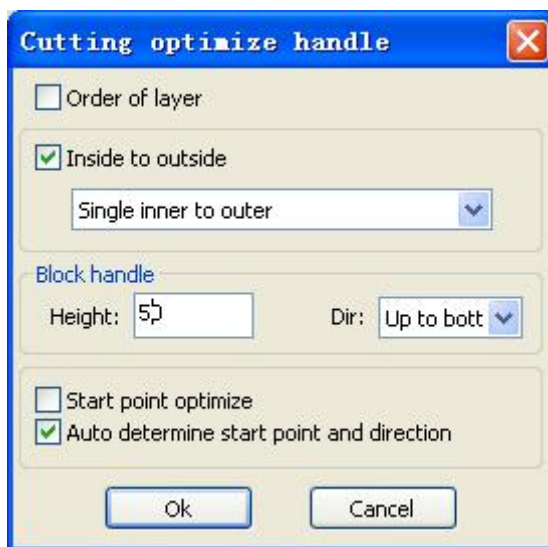 Cutting optimize handle
Order of layer
Inside to outside
Single inner to outer
Block handle
Height:
Dir: Up to bott
Start point optimize
Auto determine start point and direction
Ok Cancel